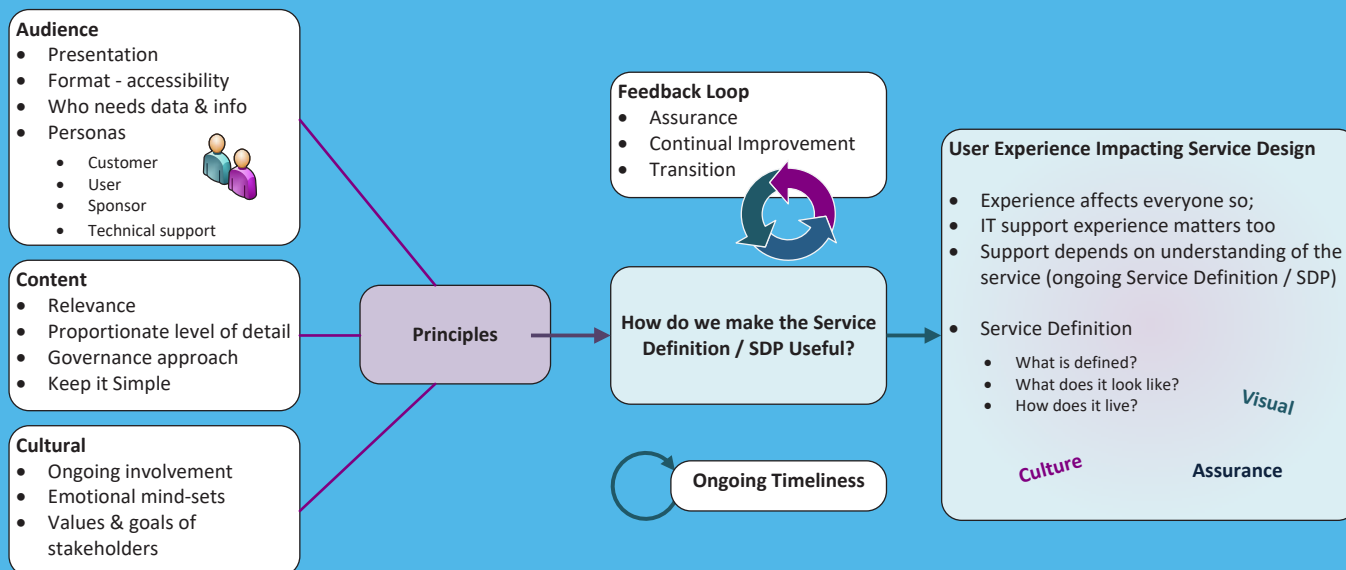 Audience
• Presentation
• Format - accessibility
• Who needs data & info
• Personas
• Customer
• User
• Sponsor
• Technical support
Content
• Relevance
• Proportionate level of detail
• Governance approach
• Keep it Simple
Cultural
• Ongoing involvement
• Emotional mind-sets
• Values & goals of
stakeholders
Principles
Feedback Loop
• Assurance
• Continual Improvement
• Transition
How do we make the Service
Definition / SDP Useful?
Ongoing Timeliness
User Experience Impacting Service Design
• Experience affects everyone so;
• IT support experience matters too
• Support depends on understanding of the
service (ongoing Service Definition / SDP)
• Service Definition
• What is defined?
• What does it look like?
• How does it live?
Visual
Culture
Assurance